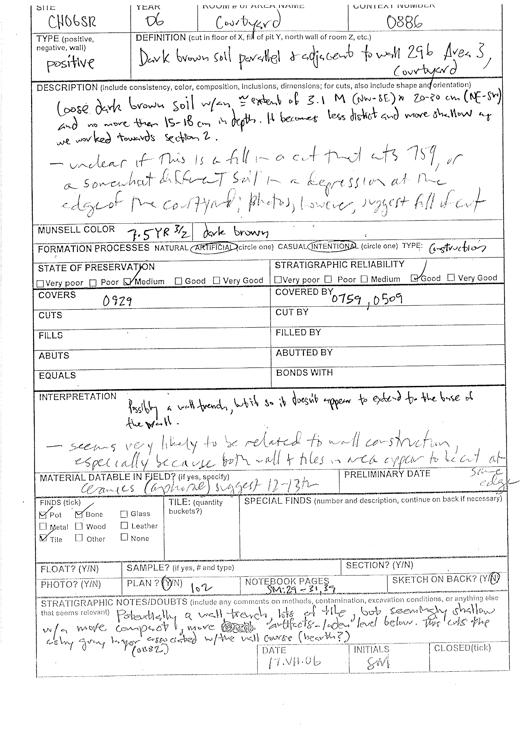 SITE YEAR ROOM # OR AREA NAME CONTEXT NUMBER
CH06SR 06 Courtyard 0886
TYPE (positive, negative, wall) DEFINITION (cut in floor of X, fill of pit Y, north wall of room Z, etc.)
positive Dark brown soil parallel & adjacent to wall 296 Area 3,
Courtyard
DESCRIPTION (include consistency, color, composition, inclusions, dimensions; for cuts, also include shape and orientation)
Loose dark brown soil w/an ≅ extent of 3.1 M (NW-SE) x 20-30 cm (NE-SW)
and no more than 15-18 cm in depth. It becomes less distict and more shallow as
we worked towards section 2.
- unclear if this is a fill in a cut that cuts 759, or
a somewhat different soil in a depression at the
edge of the courtyard; photos, however, suggest fill of cut
MUNSELL COLOR 7.5 YR 3/2 dark brown
FORMATION PROCESSES NATURAL / ARTIFICIAL (circle one) CASUAL / INTENTIONAL (circle one) TYPE: Construction
STATE OF PRESERVATION STRATIGRAPHIC RELIABILITY
☐ Very poor ☐ Poor ☑ Medium ☐ Good ☐ Very Good ☐ Very poor ☐ Poor ☐ Medium ☑ Good ☐ Very Good
COVERS 0929 COVERED BY 0759, 0509
CUTS CUT BY
FILLS FILLED BY
ABUTS ABUTTED BY
EQUALS BONDS WITH
INTERPRETATION
Possibly a wall trench, but if so it doesn't appear to extend for the base of
the wall.
- seems very likely to be related to wall construction,
especially because both wall & tiles in area appear to be cut at
same edge
MATERIAL DATABLE IN FIELD? (if yes, specify) PRELIMINARY DATE
ceramics suggest 12-13th
FINDS (tick) TILE: (quantity buckets?) SPECIAL FINDS (number and description, continue on back if necessary)
☑ Pot ☑ Bone ☐ Glass
☐ Metal ☐ Wood ☐ Leather
☑ Tile ☐ Other ☐ None
FLOAT? (Y/N) SAMPLE? (if yes, # and type) SECTION? (Y/N)
PHOTO? (Y/N) PLAN? (Y/N) 102 NOTEBOOK PAGES SM: 29-31, 39 SKETCH ON BACK? (Y/N)
STRATIGRAPHIC NOTES/DOUBTS (include any comments on methods, contamination, excavation conditions, or anything else
that seems relevant) Potentially a wall trench, lots of tile, but seemingly shallow
w/a more compact, more "artifacts-laden" level below. This cuts the
ashy gray layer associated w/the wall course (hearth?)
(0882)
DATE INITIALS CLOSED(tick)
17.VII.06 SM